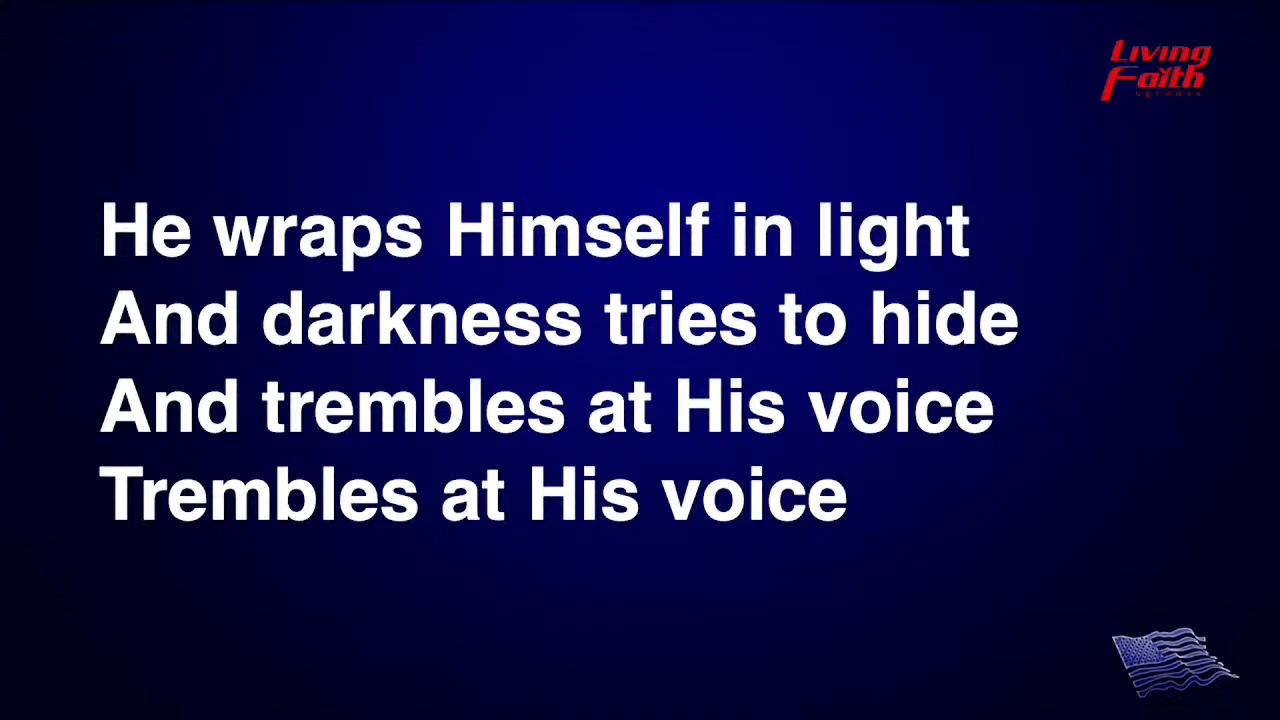 Living
Faith
He wraps Himself in light
And darkness tries to hide
And trembles at His voice
Trembles at His voice